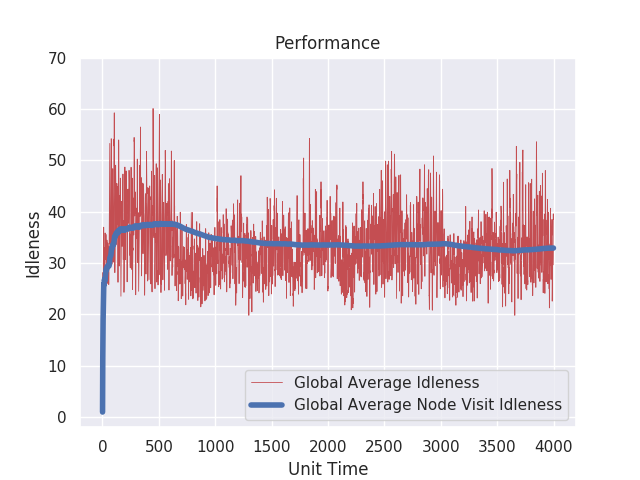 Performance
70
60
50
40
30
20
10
0
Idleness
Global Average Idleness
Global Average Node Visit Idleness
0 500 1000 1500 2000 2500 3000 3500 4000
Unit Time